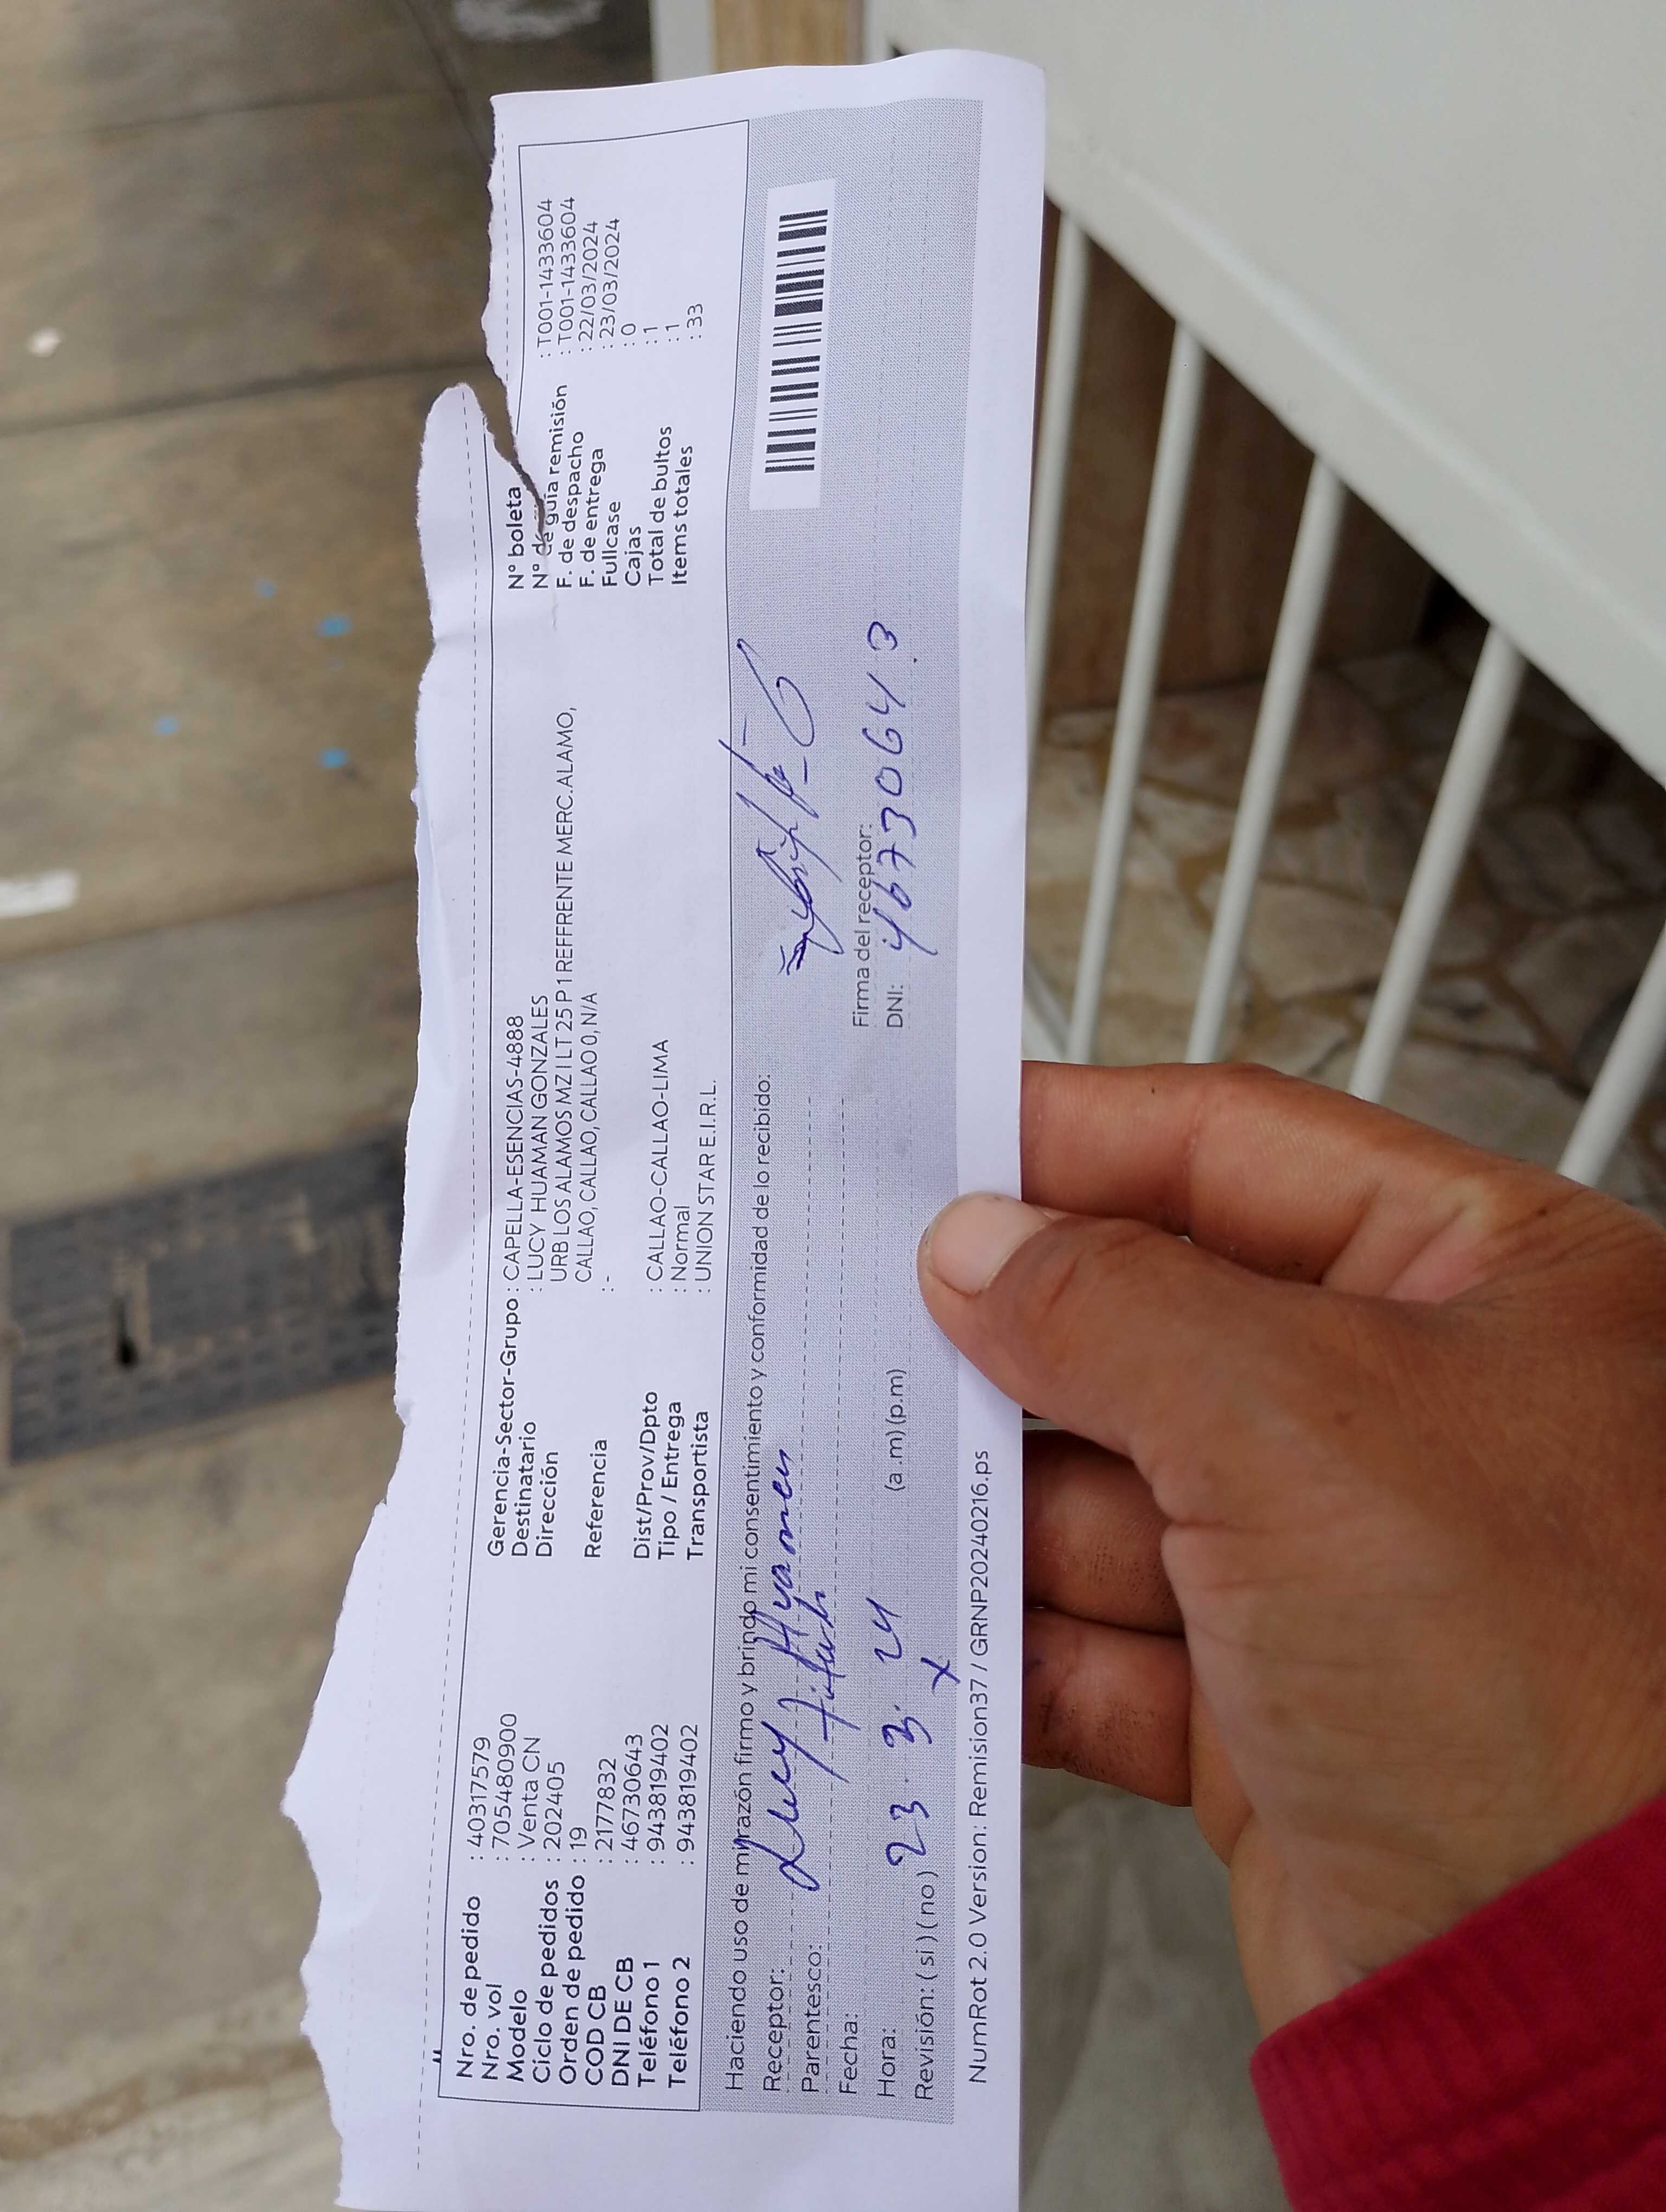 Nro. de pedido : 40317579
Nro. vol : 705480900
Modelo : Venta CN
Ciclo de pedidos : 202405
Orden de pedido : 19
COD CB : 2177832
DNI DE CB : 46730643
Teléfono 1 : 943819402
Teléfono 2 : 943819402
Gerencia-Sector-Grupo : CAPELLA-ESENCIAS-4888
Destinatario : LUCY HUAMAN GONZALES
Dirección URB LOS ALAMOS MZ I LT 25 P1 REFFRENTE MERC.ALAMO,
CALLAO, CALLAO, CALLAO 0, N/A
Referencia : -
Dist/Prov/Dpto : CALLAO-CALLAO-LIMA
Tipo / Entrega : Normal
Transportista : UNION STAR E.I.R.L.
N° boleta : T001-1433604
N° de guía remisión : T001-1433604
F. de despacho : 22/03/2024
F. de entrega : 23/03/2024
Fullcase : 0
Cajas : 1
Total de bultos : 1
Items totales : 33
Haciendo uso de mi razón firmo y brindo mi consentimiento y conformidad de lo recibido:
Receptor: Lucy Huaman
Parentesco:
Fecha: 23. 3. 24
Hora: (a .m) (p.m)
Revisión: ( si ) ( no ) x
Firma del receptor:
DNI: 46730643
NumRot 2.0 Version: Remision37 / GRNP20240216.ps